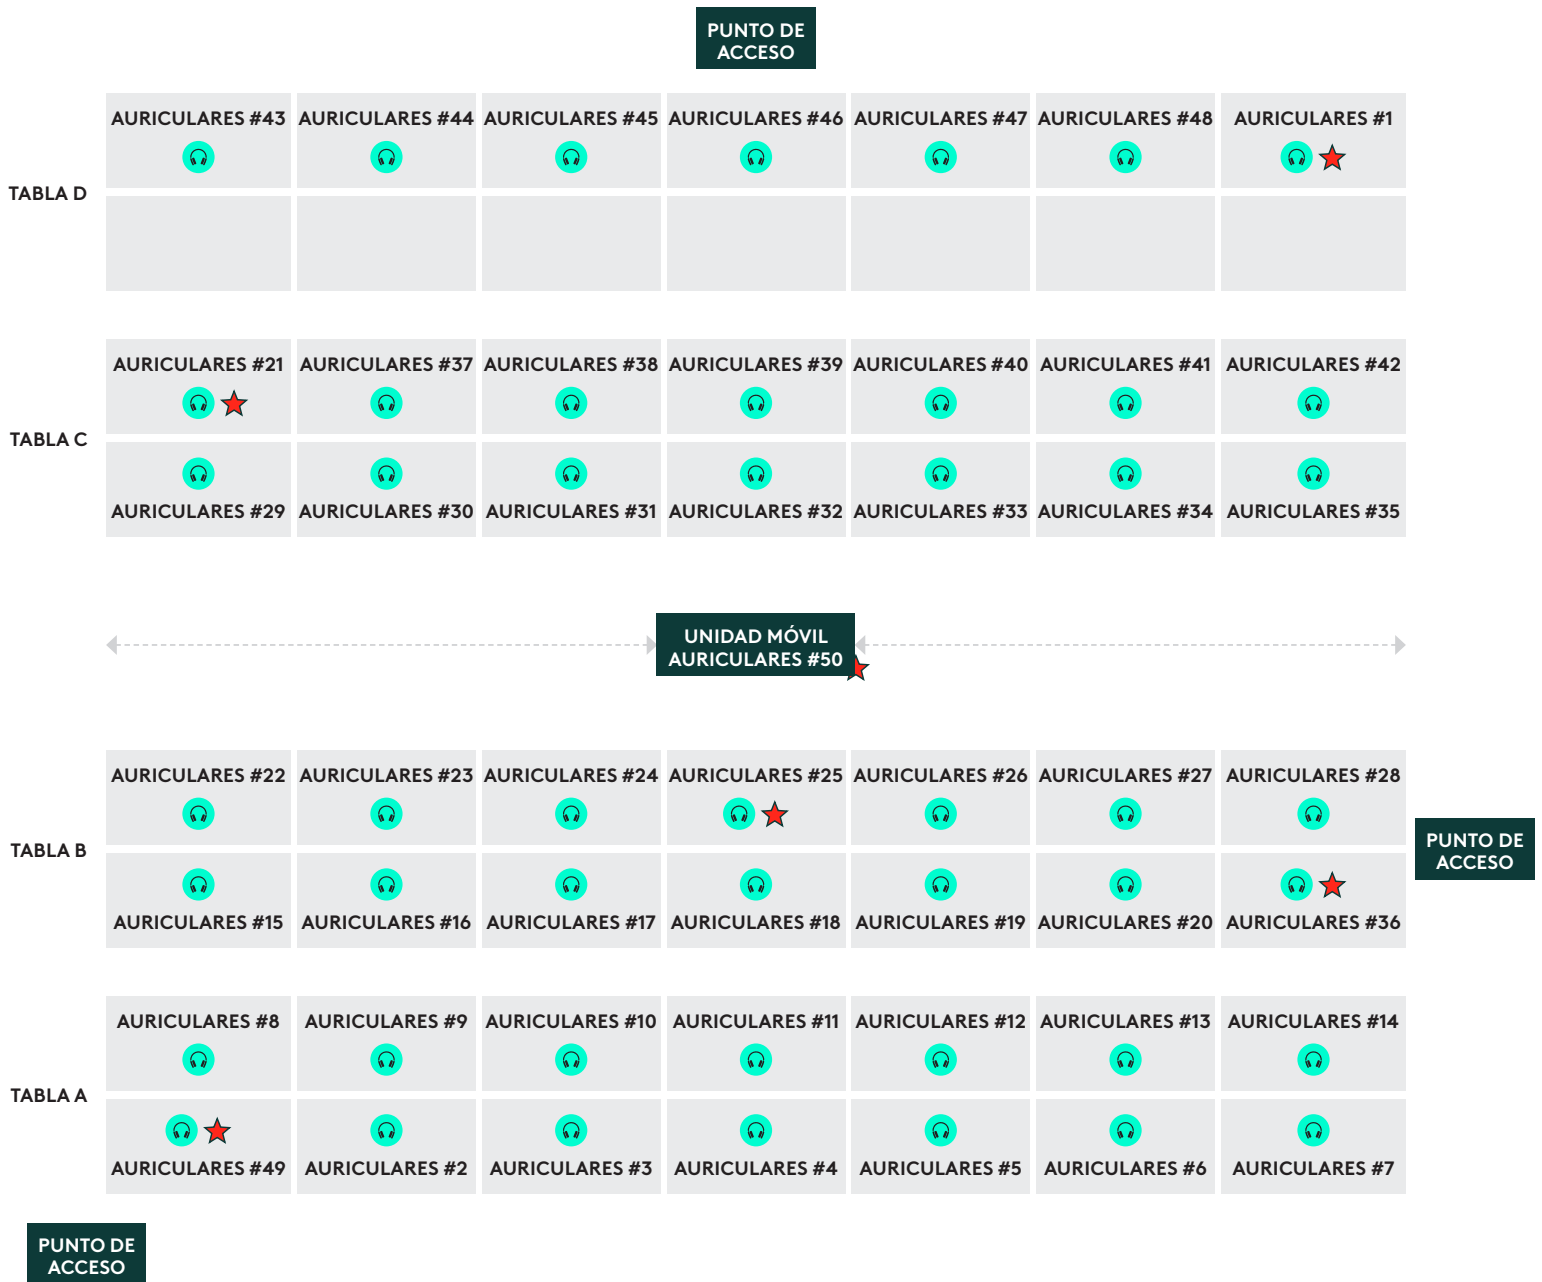 PUNTO DE
ACCESO
AURICULARES #43 AURICULARES #44 AURICULARES #45 AURICULARES #46 AURICULARES #47 AURICULARES #48 AURICULARES #1
TABLA D
AURICULARES #21 AURICULARES #37 AURICULARES #38 AURICULARES #39 AURICULARES #40 AURICULARES #41 AURICULARES #42
TABLA C
AURICULARES #29 AURICULARES #30 AURICULARES #31 AURICULARES #32 AURICULARES #33 AURICULARES #34 AURICULARES #35
UNIDAD MÓVIL
AURICULARES #50
AURICULARES #22 AURICULARES #23 AURICULARES #24 AURICULARES #25 AURICULARES #26 AURICULARES #27 AURICULARES #28
TABLA B
PUNTO DE
ACCESO
AURICULARES #15 AURICULARES #16 AURICULARES #17 AURICULARES #18 AURICULARES #19 AURICULARES #20 AURICULARES #36
AURICULARES #8 AURICULARES #9 AURICULARES #10 AURICULARES #11 AURICULARES #12 AURICULARES #13 AURICULARES #14
TABLA A
AURICULARES #49 AURICULARES #2 AURICULARES #3 AURICULARES #4 AURICULARES #5 AURICULARES #6 AURICULARES #7
PUNTO DE
ACCESO